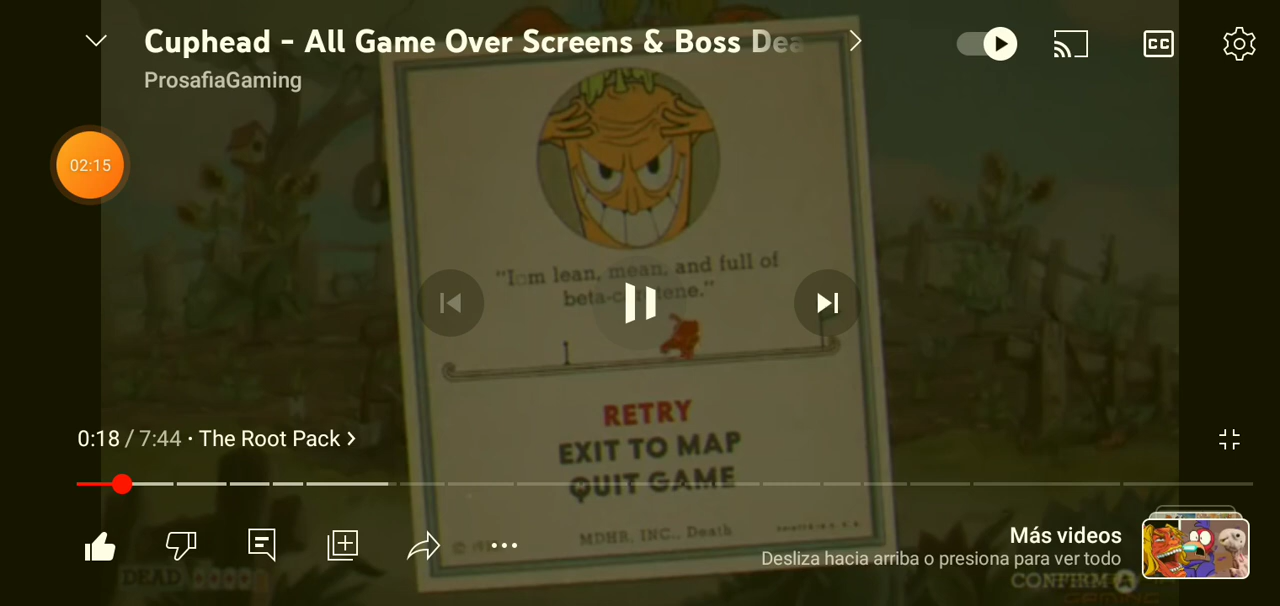 Cuphead - All Game Over Screens & Boss Dea
ProsafiaGaming
02:15
"I□m lean, mean, and full of
RETRY
EXIT TO MAP
QUIT GAME
0:18 / 7:44 · The Root Pack
MDHR, INC., Death
Más videos
Desliza hacia arriba o presiona para ver todo
DEAD
CONFIRM A
GAMING